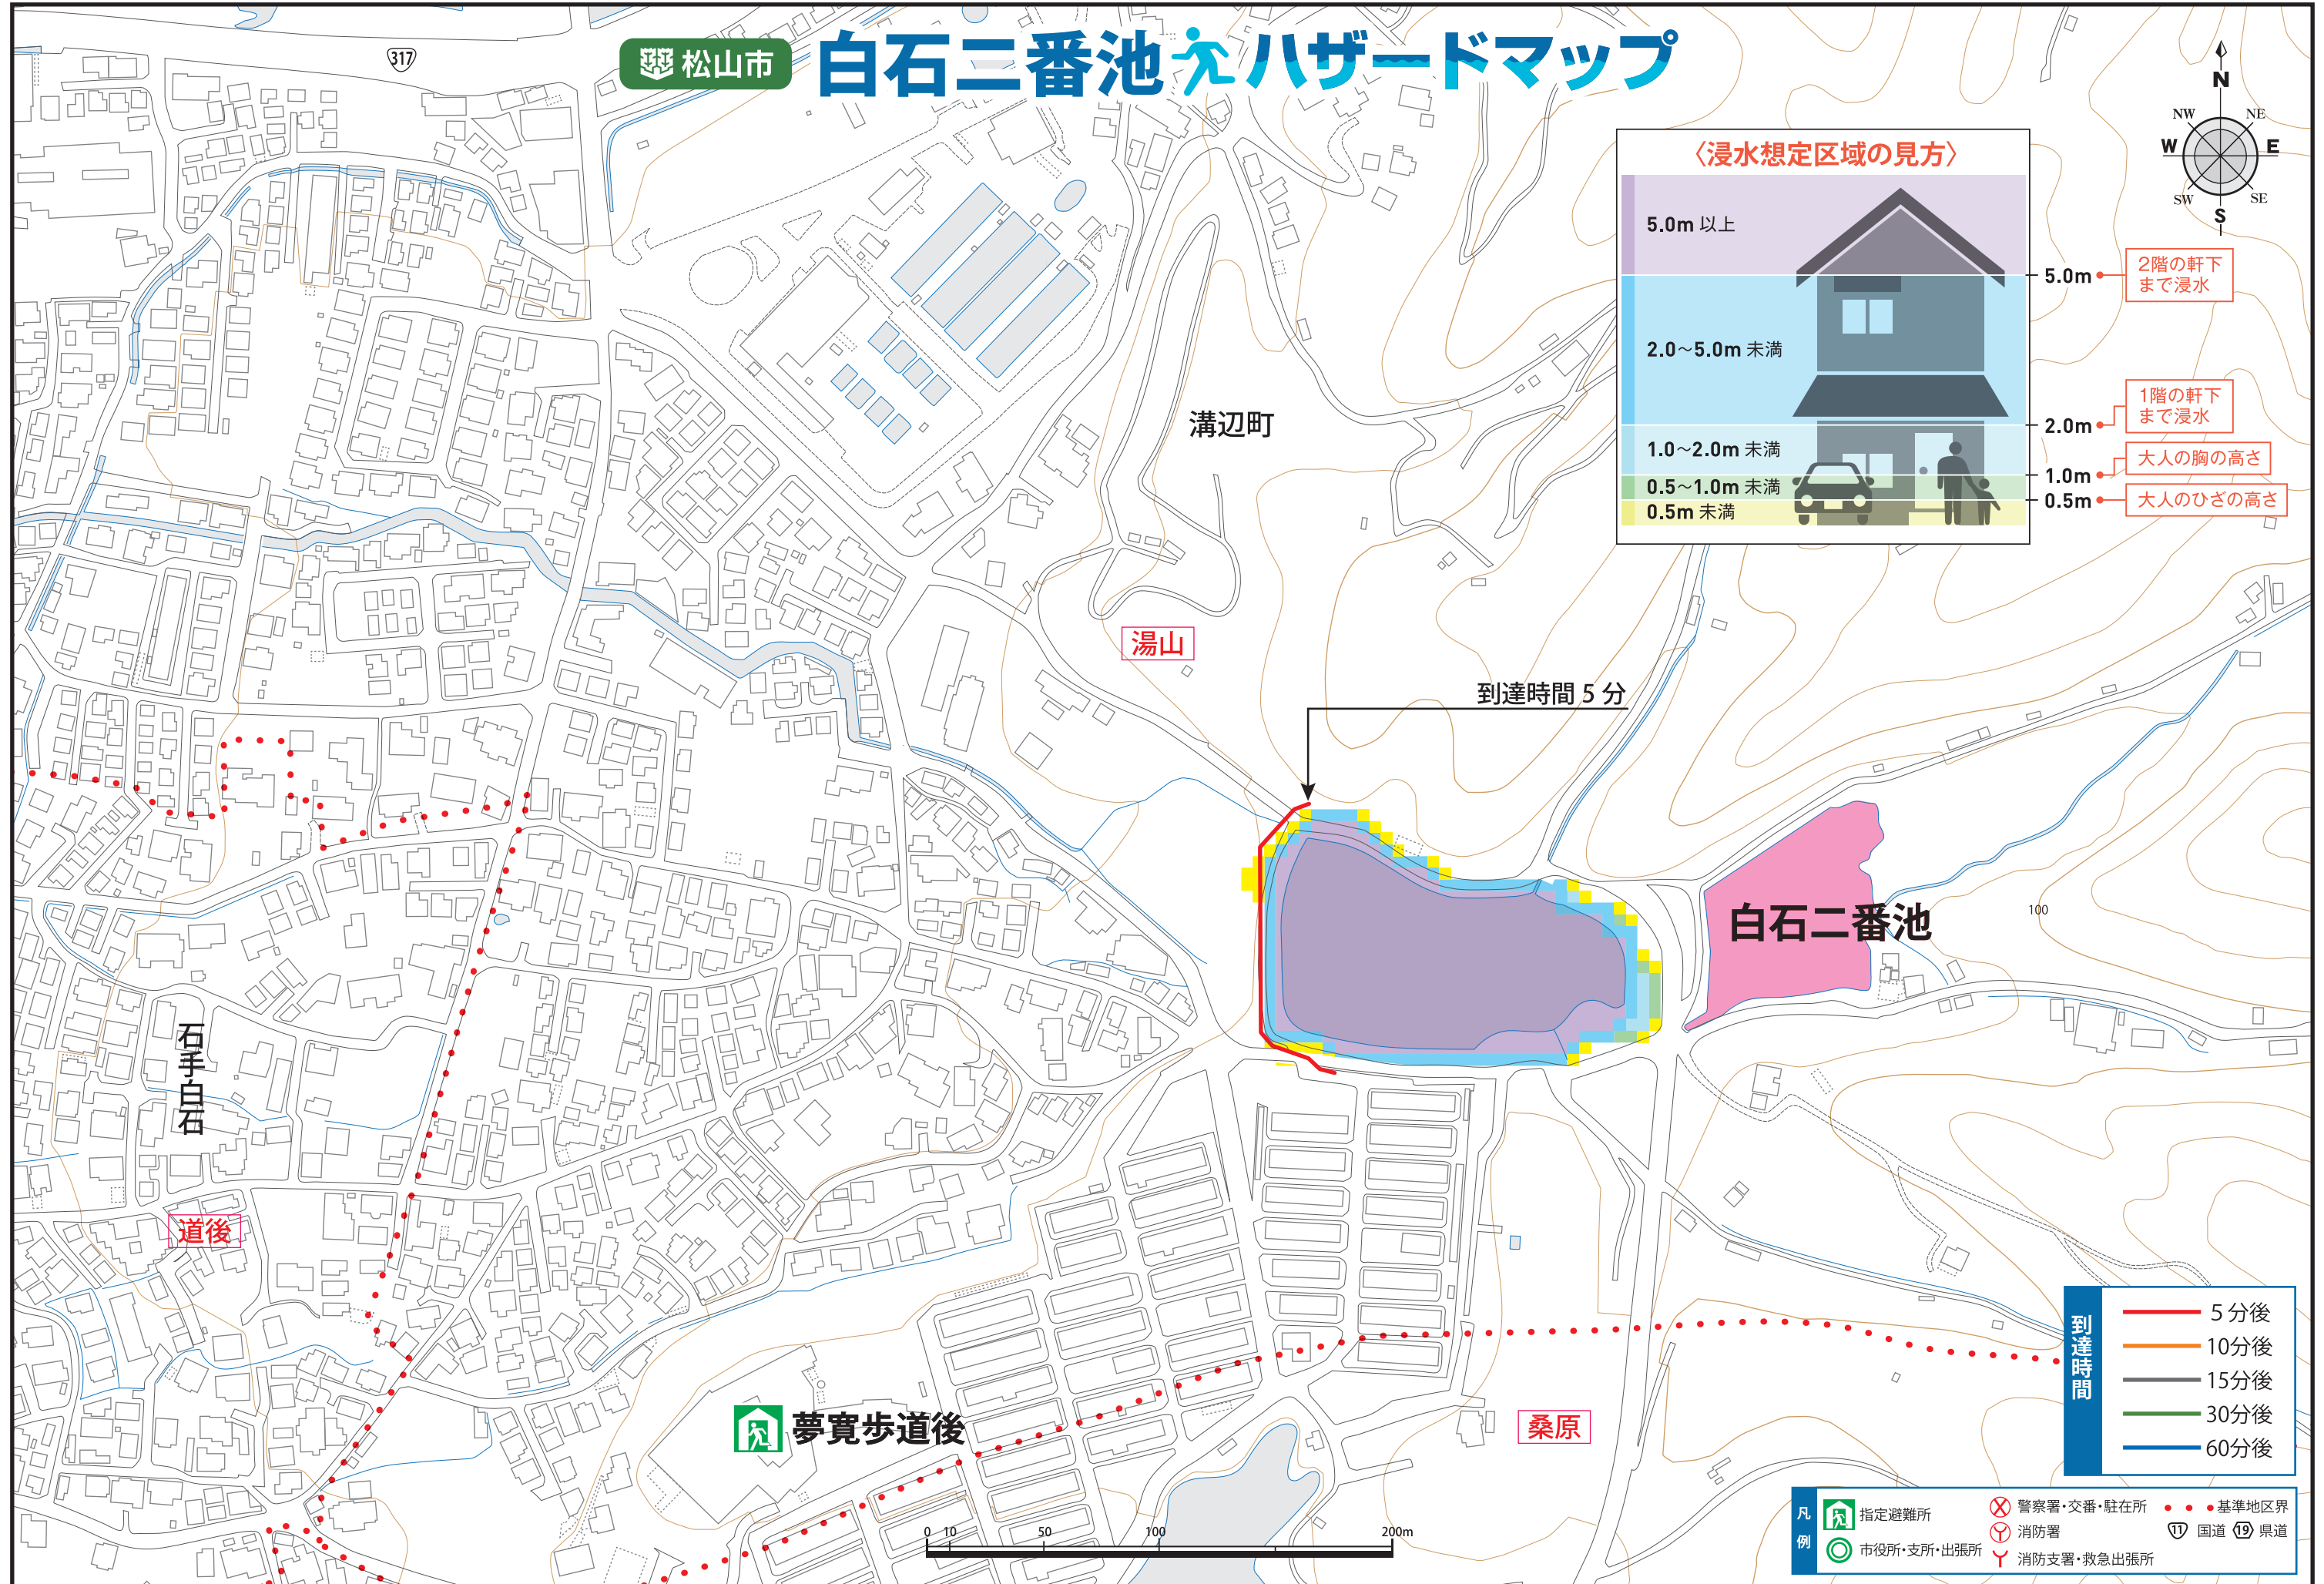 317
松山市
白石二番池ハザードマップ
N
NW
NE
W
E
SW
SE
S
〈浸水想定区域の見方〉
5.0m 以上
2.0～5.0m 未満
1.0～2.0m 未満
0.5～1.0m 未満
0.5m 未満
5.0m
2階の軒下
まで浸水
2.0m
1階の軒下
まで浸水
1.0m
大人の胸の高さ
0.5m
大人のひざの高さ
溝辺町
湯山
到達時間 5 分
白石二番池
100
石手白石
道後
夢寛歩道後
桑原
0 10 50 100 200m
到達時間
5 分後
10分後
15分後
30分後
60分後
凡例
指定避難所
市役所・支所・出張所
警察署・交番・駐在所
消防署
消防支署・救急出張所
基準地区界
11 国道 19 県道